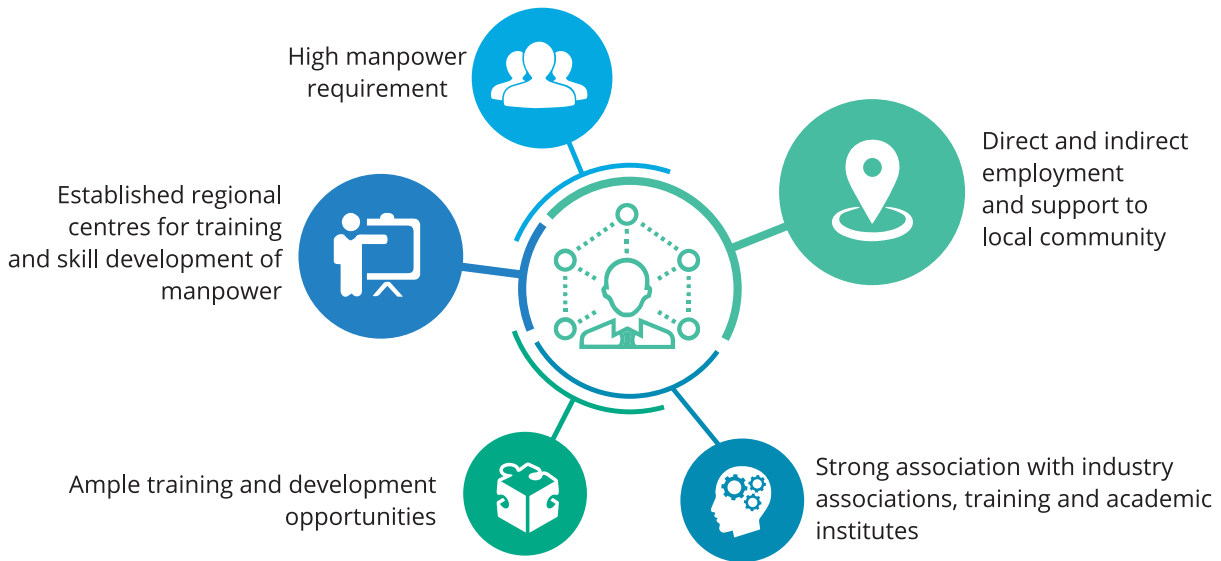 High manpower
requirement
Direct and indirect
employment
and support to
local community
Established regional
centres for training
and skill development of
manpower
Ample training and development
opportunities
Strong association with industry
associations, training and academic
institutes